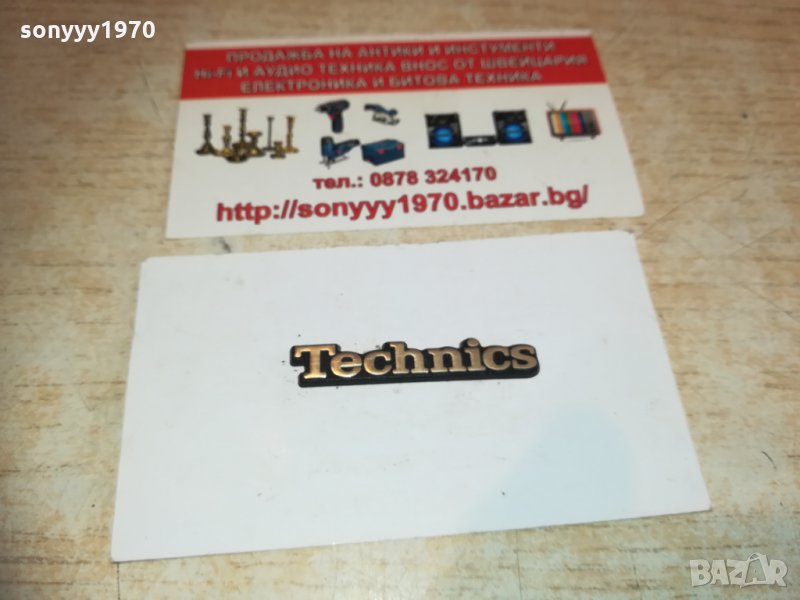 sonyyy1970
ПРОДАЖБА НА АНТИКИ И ИНСТУМЕНТИ
Hi-Fi И АУДИО ТЕХНИКА ВНОС ОТ ШВЕЙЦАРИЯ
ЕЛЕКТРОНИКА И БИТОВА ТЕХНИКА
тел.: 0878 324170
http://sonyyy1970.bazar.bg/
Technics
BAZAR